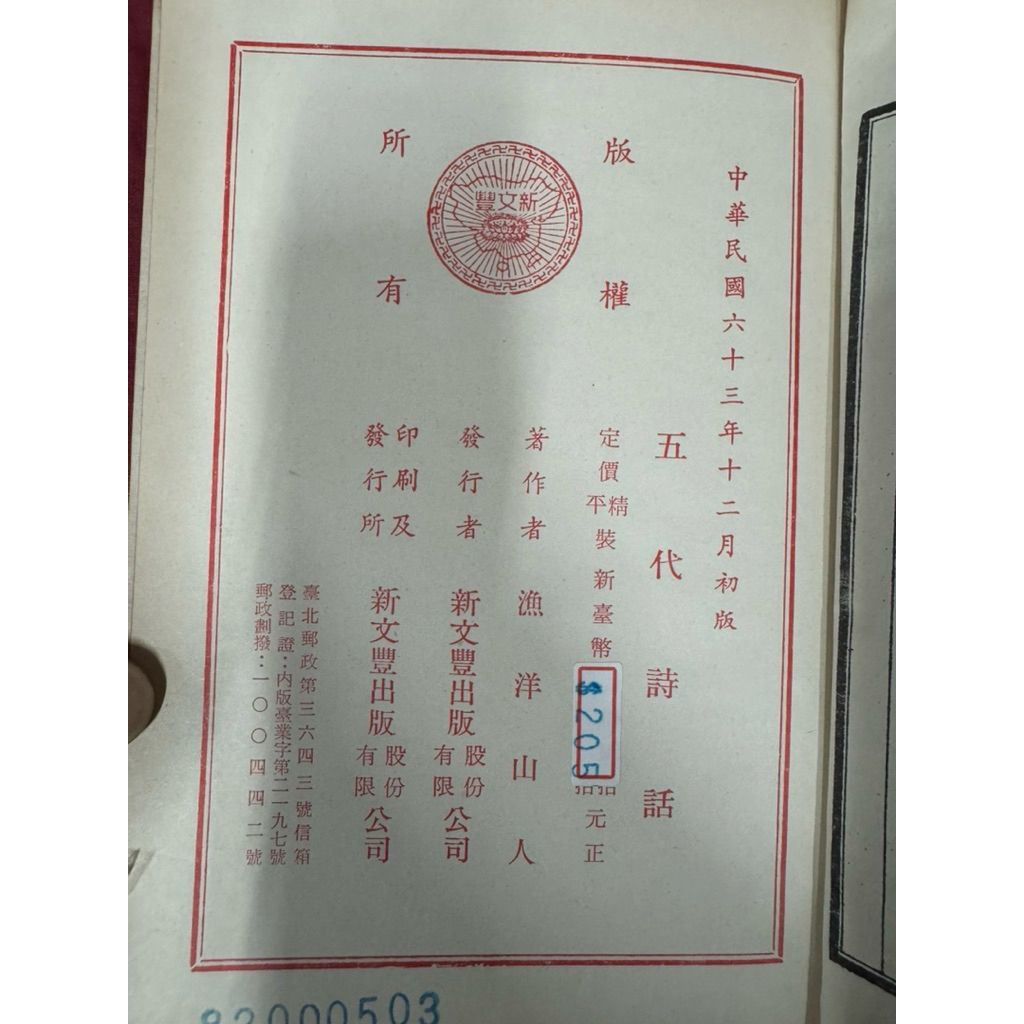 中華民國六十三年十二月初版
版權所有
新文豐
五代詩話
定價精平裝新臺幣
$205
元正
著作者漁洋山人
發行者新文豐出版股份有限公司
印刷及發行所新文豐出版股份有限公司
臺北郵政第三六四三號信箱
登記證：內版臺業字第二一九七號
郵政劃撥：一〇〇四四二號
82000503